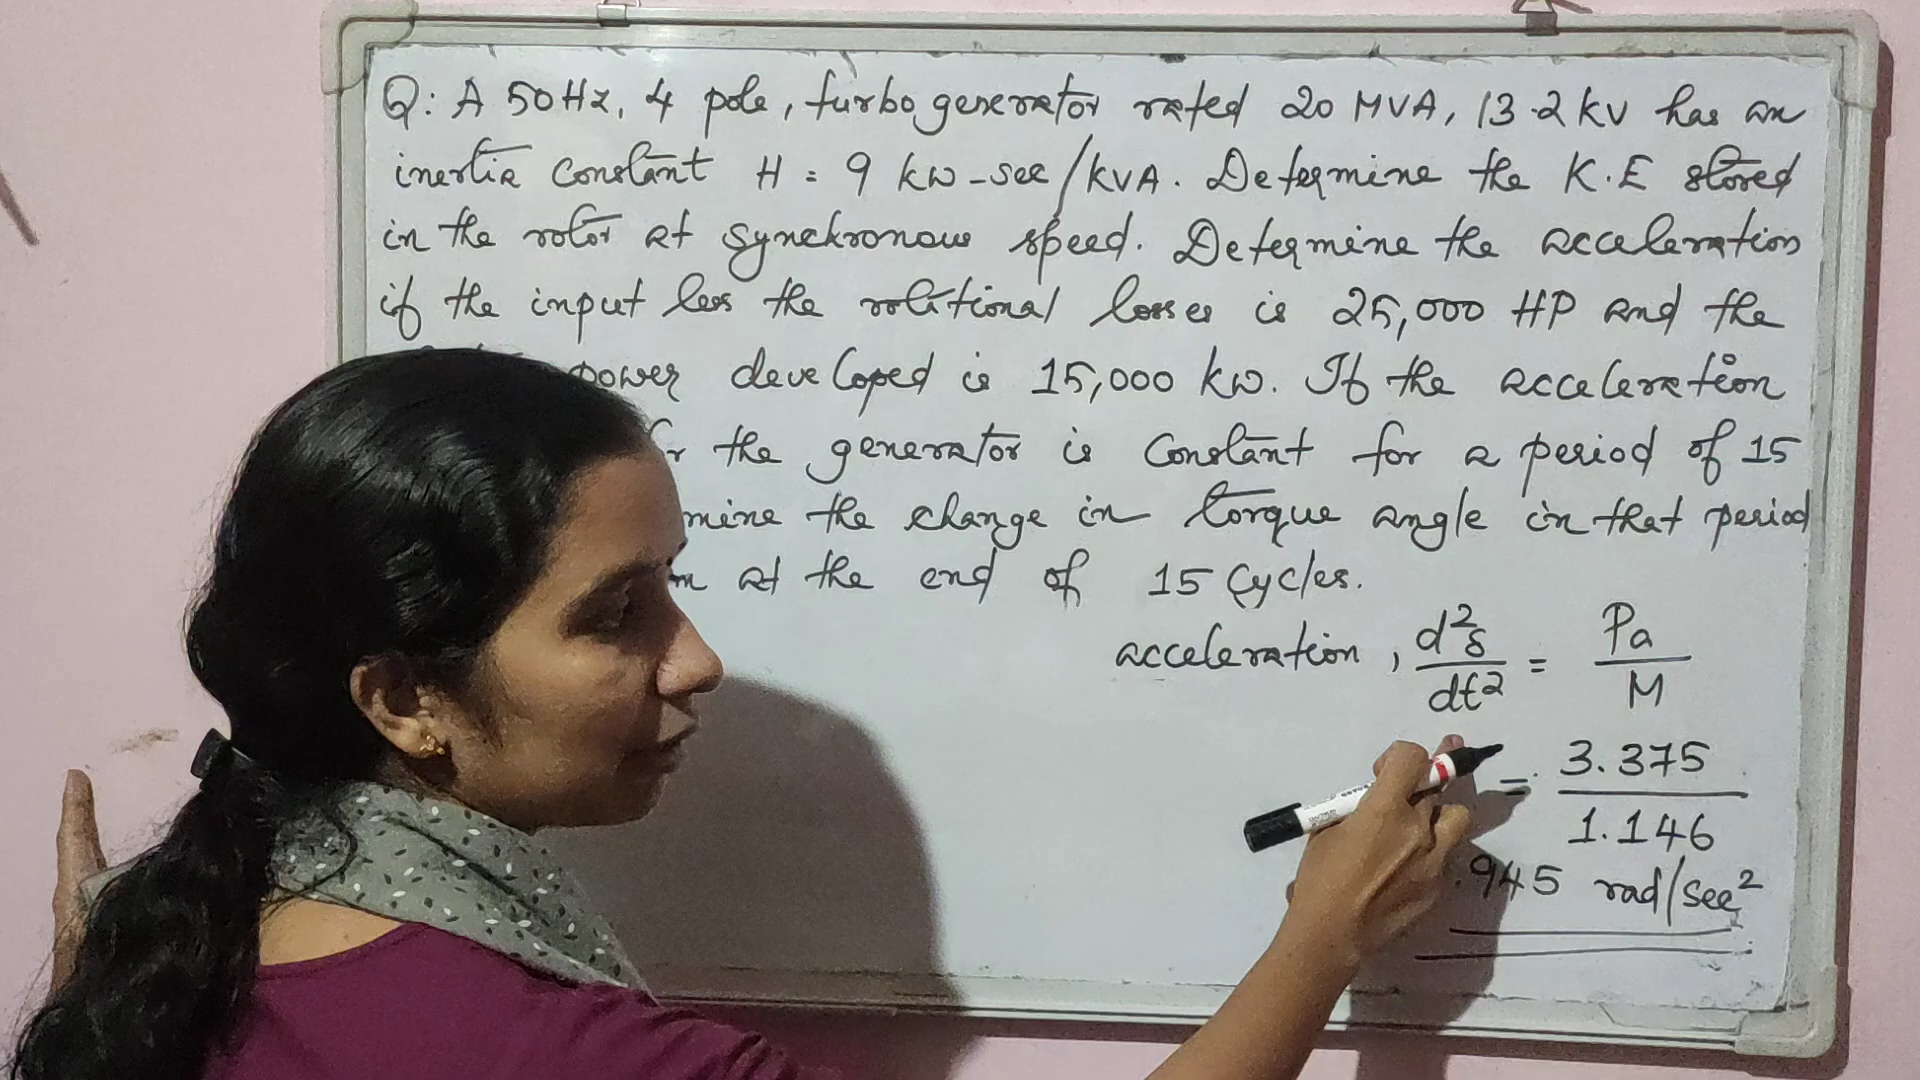 Q: A 50Hz, 4 pole, turbogenerator rated 20 MVA, 13.2 kV has an
inertia constant H = 9 kw-sec/kVA. Determine the K.E stored
in the rotor at synchronous speed. Determine the acceleration
if the input less the rotational losses is 25,000 HP and the
power developed is 15,000 kw. If the acceleration
the generator is constant for a period of 15
mine the change in torque angle in that period
at the end of 15 cycles.
acceleration, d²δ/dt² = Pa/M
= 3.375/1.146
.945 rad/sec²